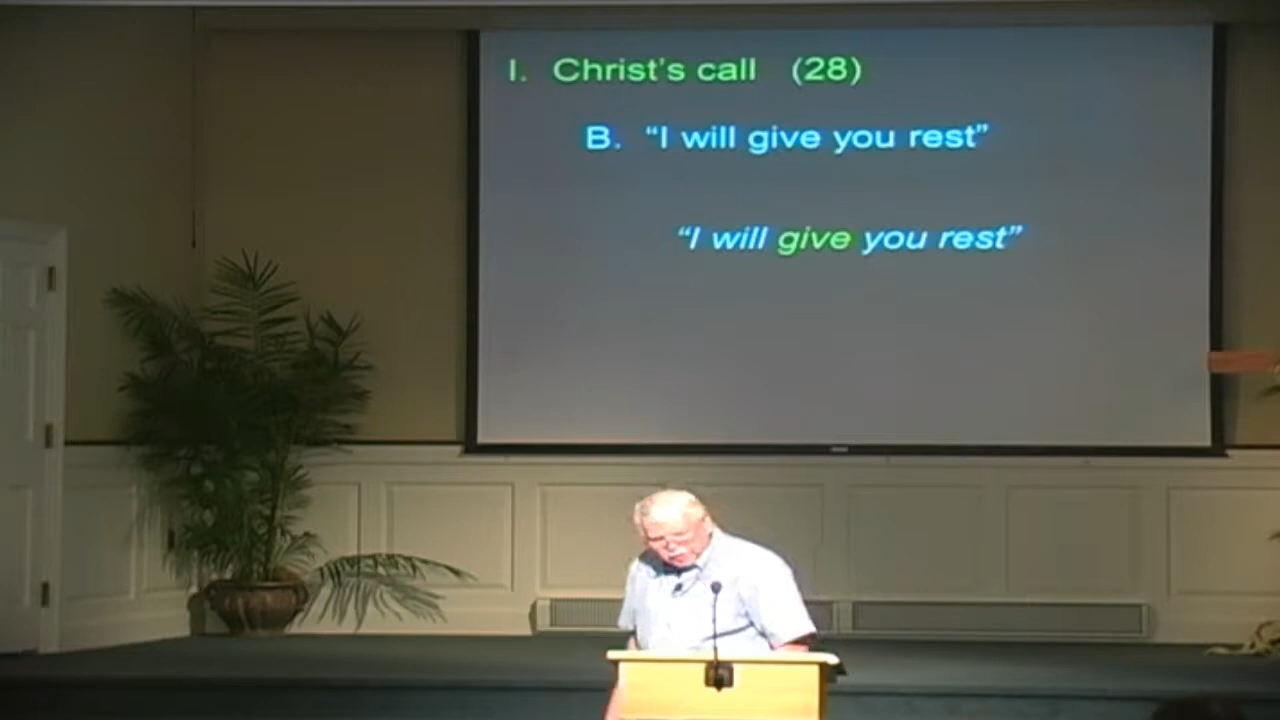 I. Christ's call (28)
B. “I will give you rest”
“I will give you rest”